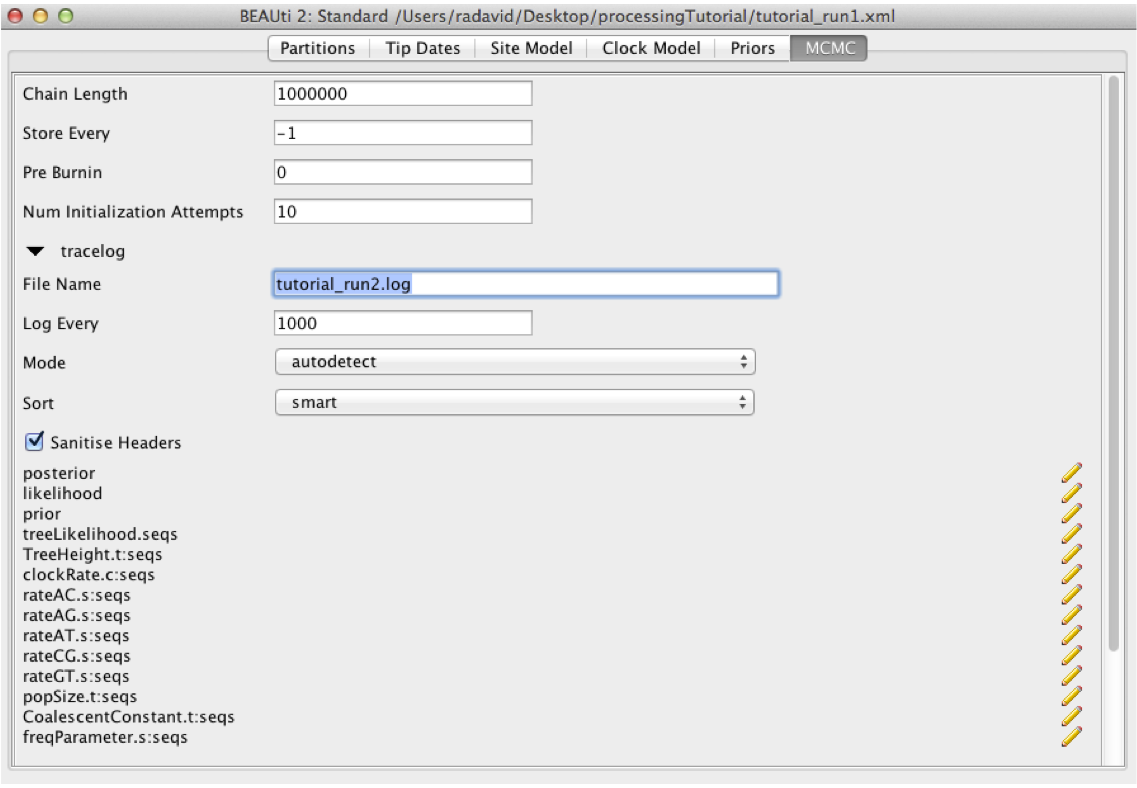 BEAUti 2: Standard /Users/radavid/Desktop/processingTutorial/tutorial_run1.xml
Partitions Tip Dates Site Model Clock Model Priors MCMC
Chain Length 1000000
Store Every -1
Pre Burnin 0
Num Initialization Attempts 10
tracelog
File Name tutorial_run2.log
Log Every 1000
Mode autodetect
Sort smart
Sanitise Headers
posterior
likelihood
prior
treeLikelihood.seqs
TreeHeight.t:seqs
clockRate.c:seqs
rateAC.s:seqs
rateAG.s:seqs
rateAT.s:seqs
rateCG.s:seqs
rateGT.s:seqs
popSize.t:seqs
CoalescentConstant.t:seqs
freqParameter.s:seqs